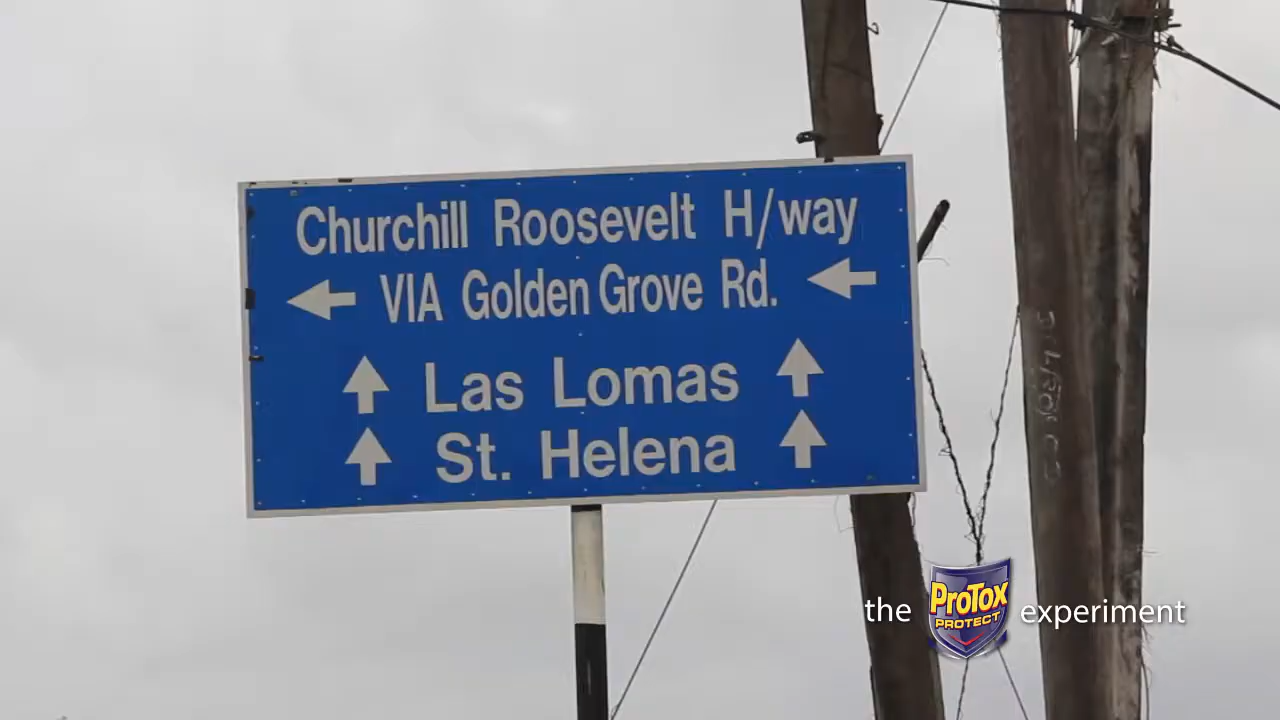 Churchill Roosevelt H/way
VIA Golden Grove Rd.
Las Lomas
St. Helena
the ProTox PROTECT experiment